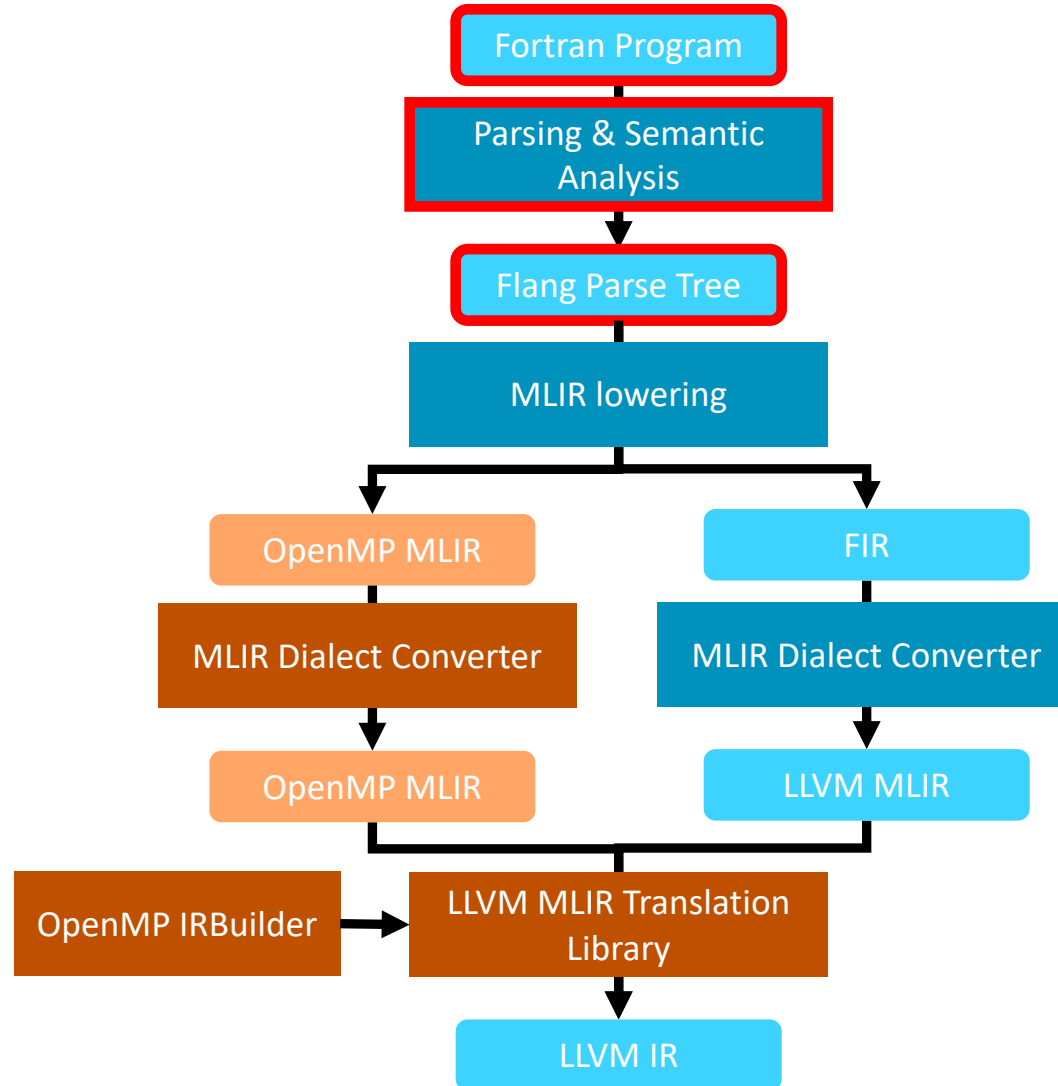 Fortran Program
Parsing & Semantic
Analysis
Flang Parse Tree
MLIR lowering
OpenMP MLIR
FIR
MLIR Dialect Converter
MLIR Dialect Converter
OpenMP MLIR
LLVM MLIR
OpenMP IRBuilder
LLVM MLIR Translation
Library
LLVM IR